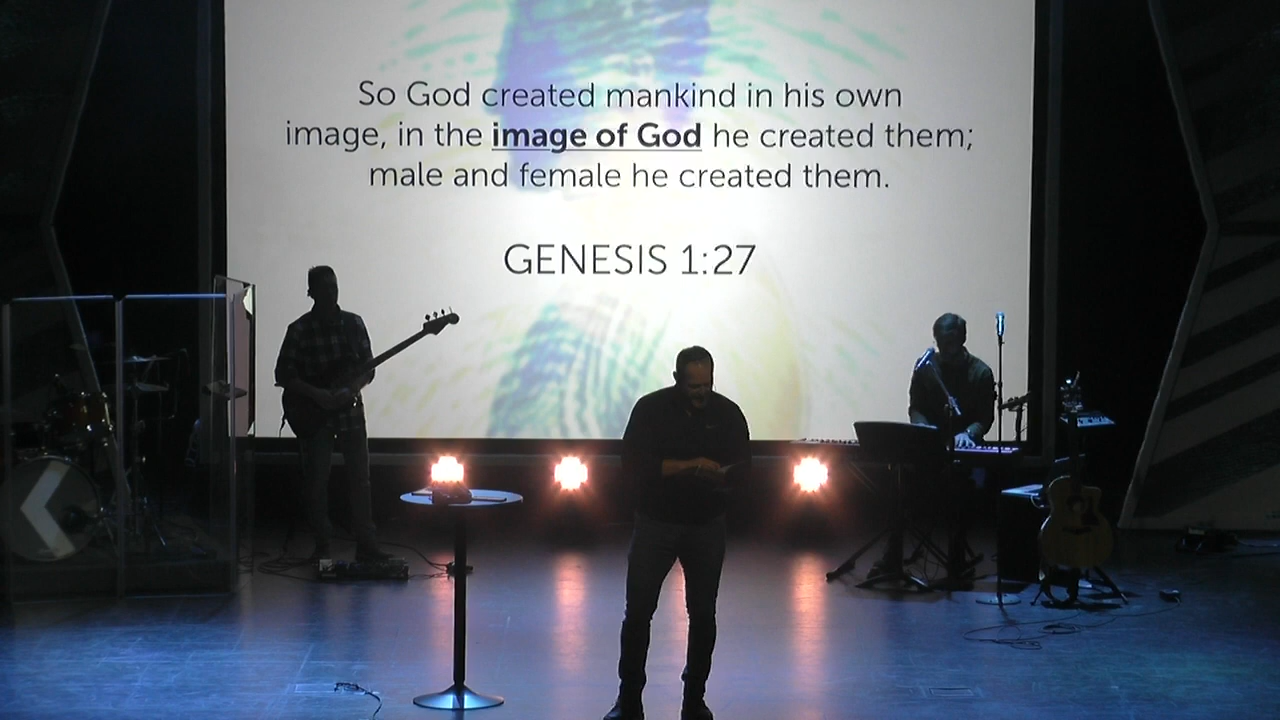 So God created mankind in his own
image, in the image of God he created them;
male and female he created them.
GENESIS 1:27